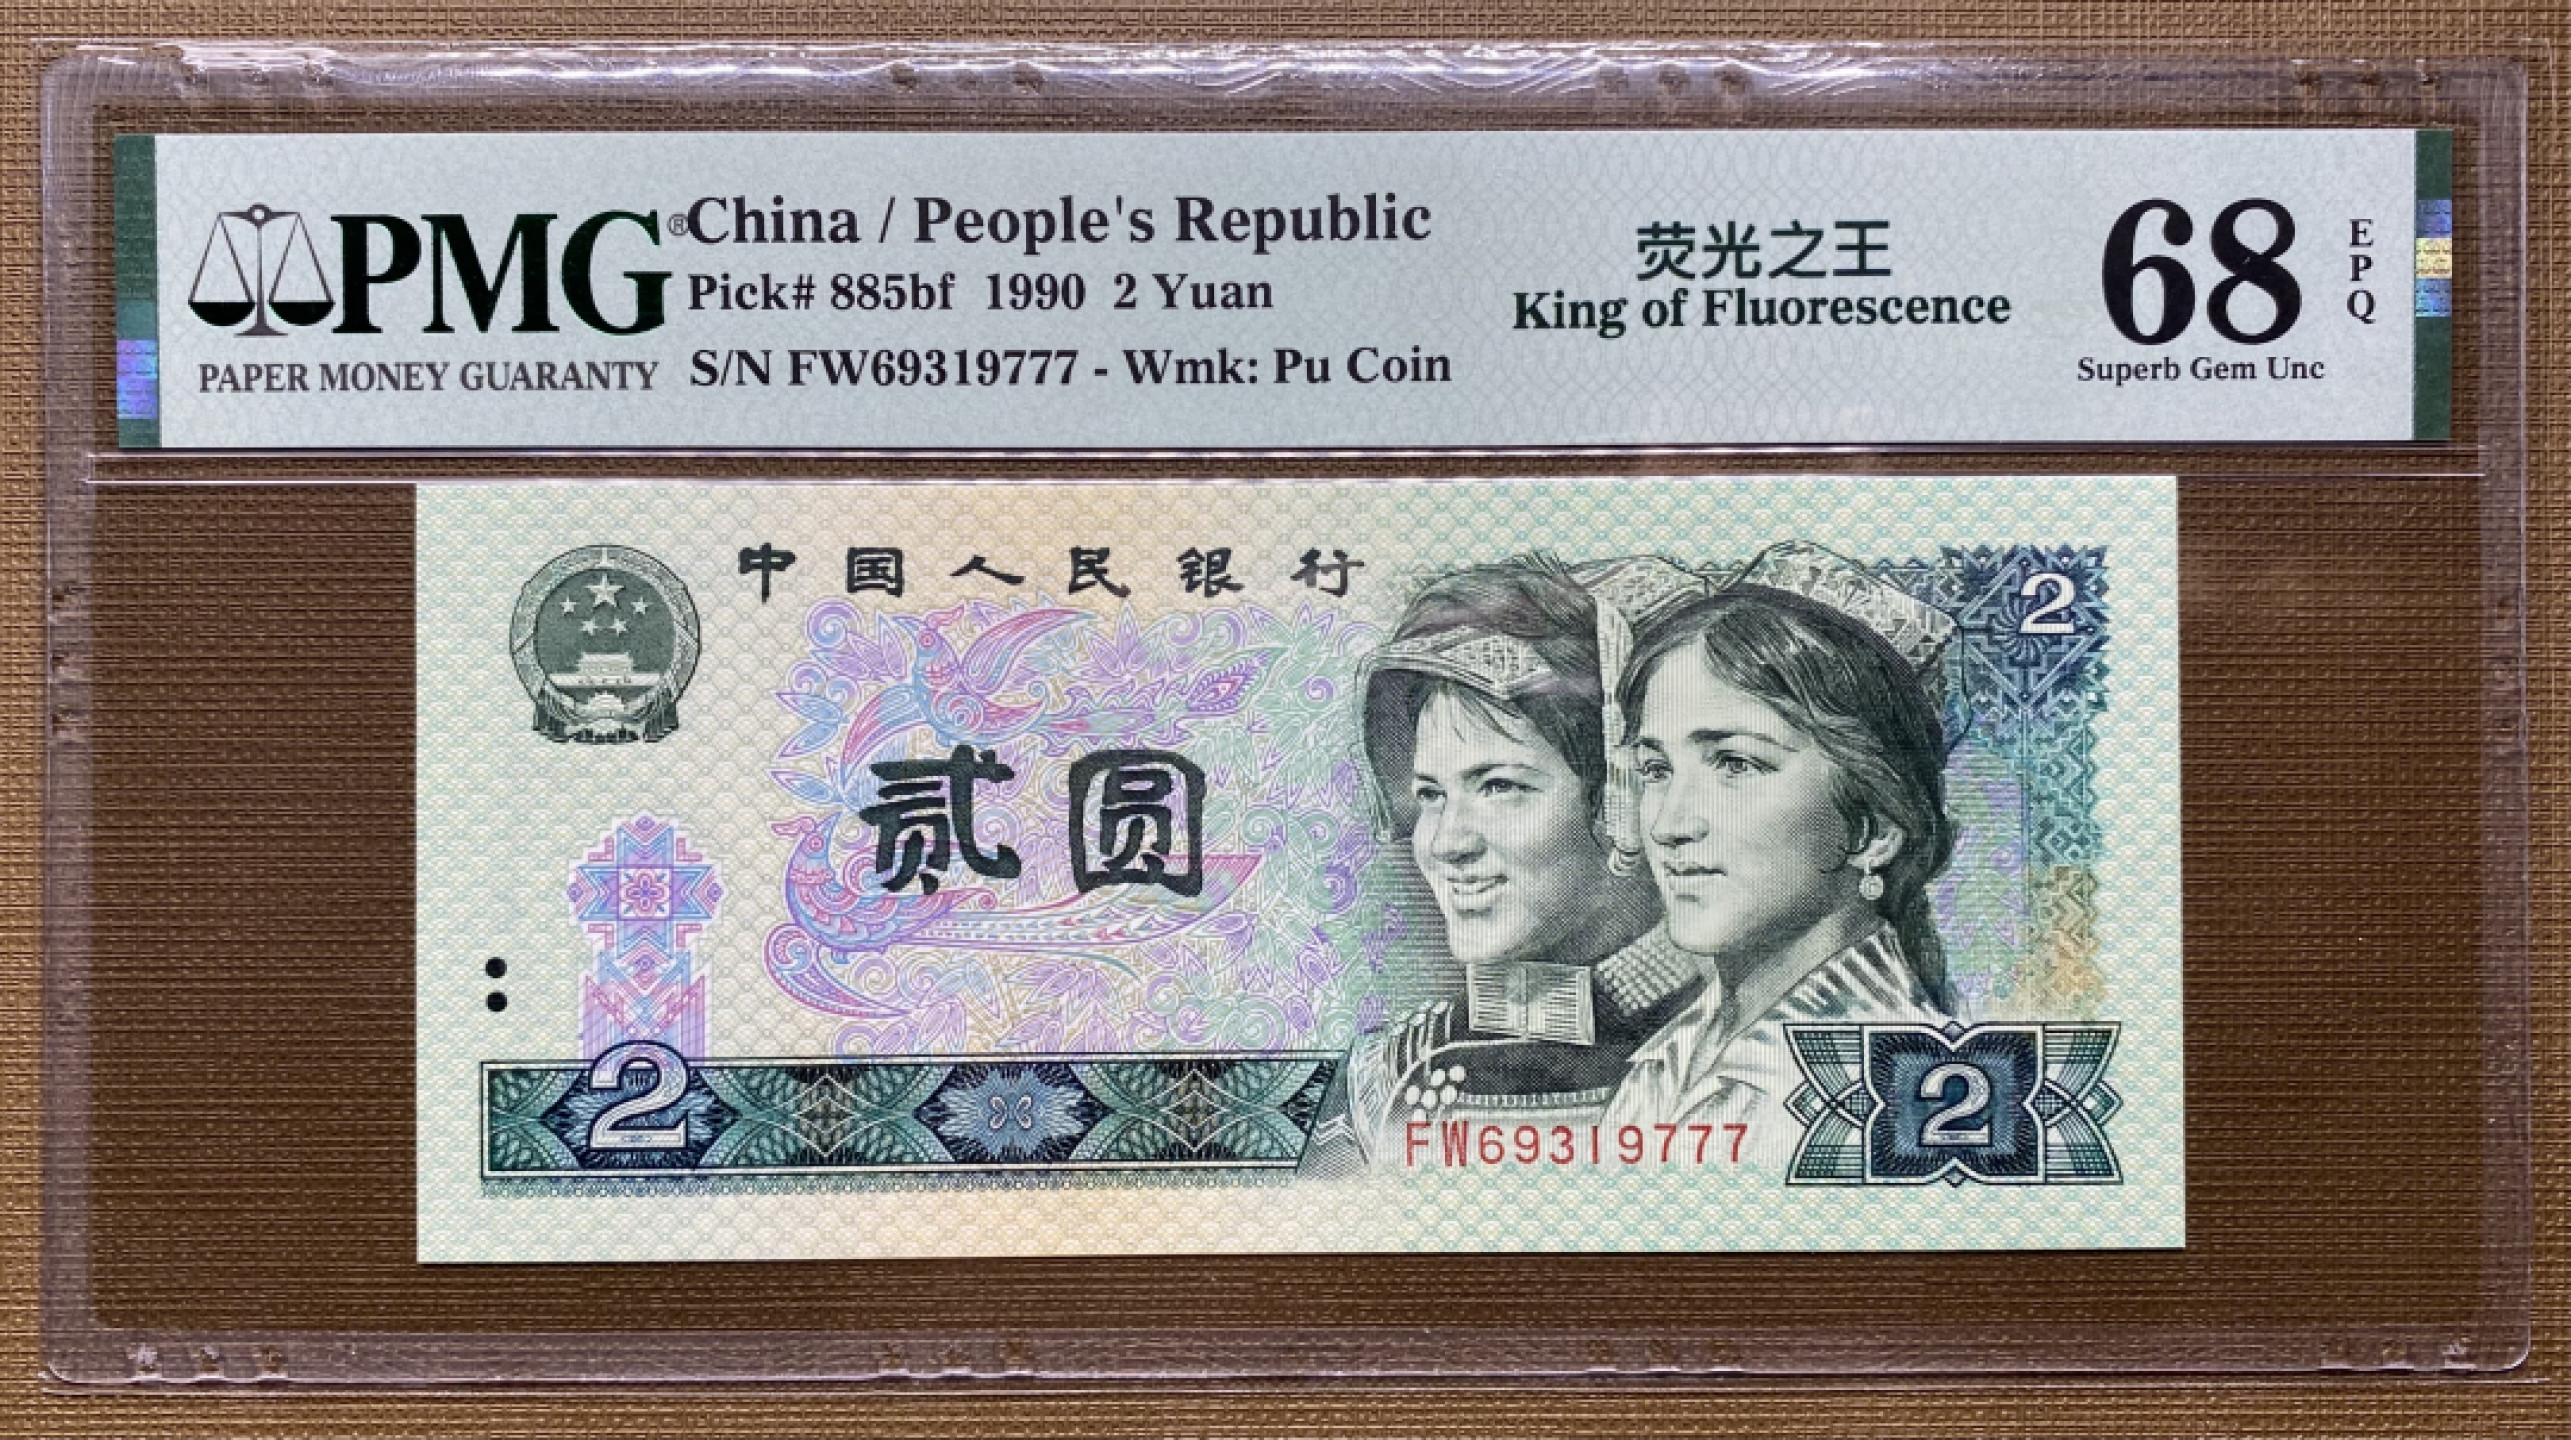 PMG®
PAPER MONEY GUARANTY
China / People's Republic
Pick# 885bf 1990 2 Yuan
S/N FW69319777 - Wmk: Pu Coin
荧光之王
King of Fluorescence
68
EPQ
Superb Gem Unc
中国人民银行
2
贰圆
2
FW69319777
2